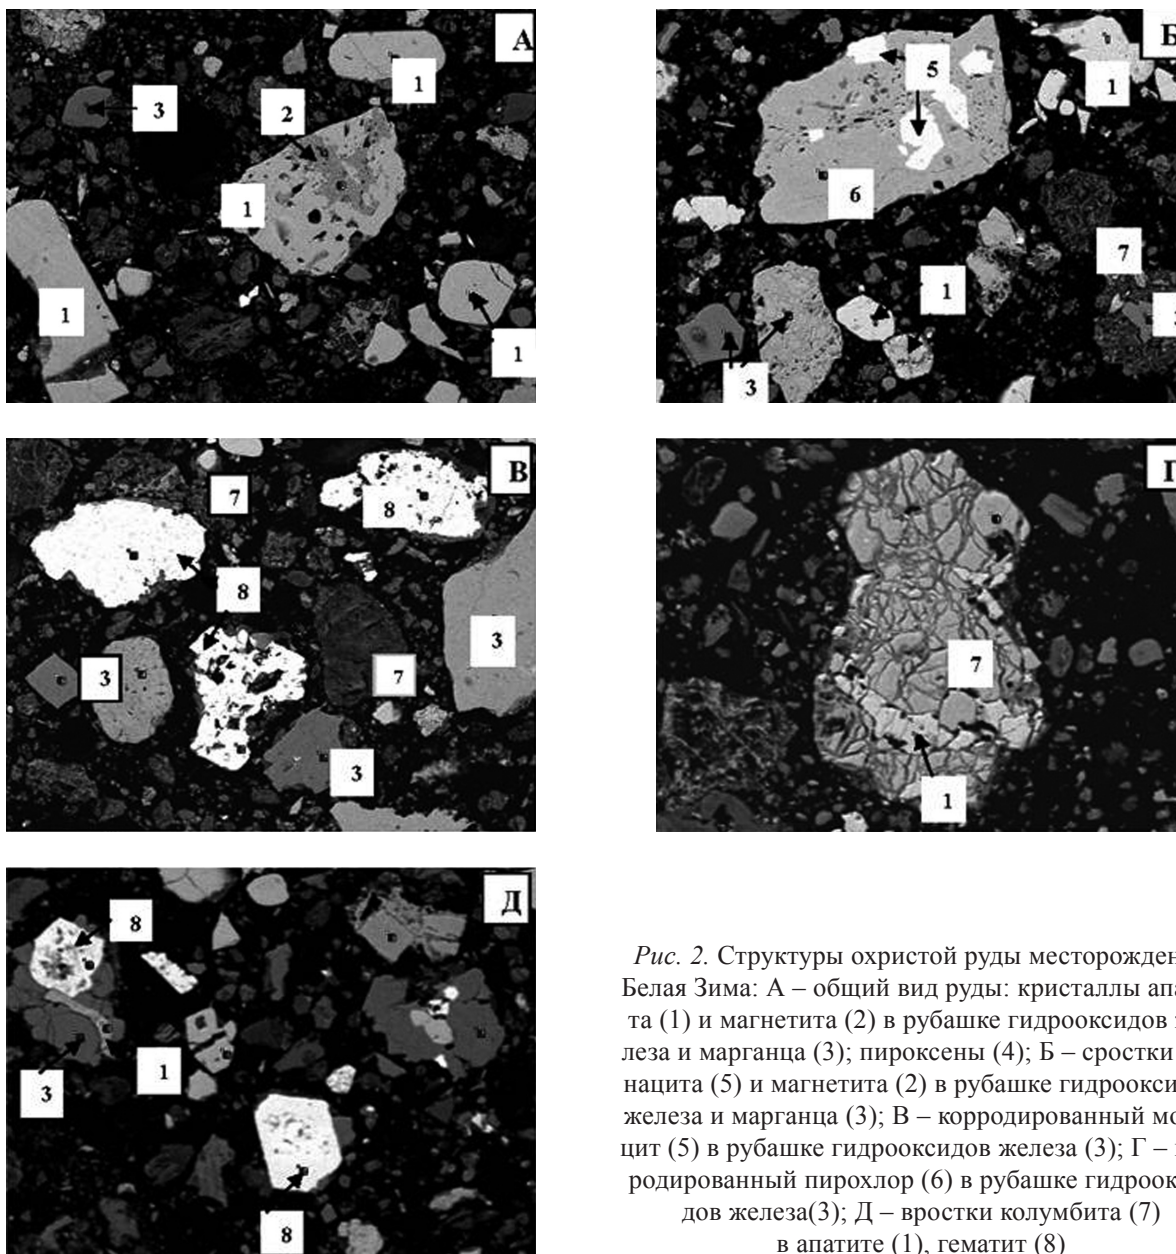 А
1
3
2
1
1
1
Б
5
1
6
7
1
3
В
7
8
8
3
3
7
3
Г
7
1
Д
8
1
3
8
Рис. 2. Структуры охристой руды месторожден
Белая Зима: А – общий вид руды: кристаллы апа
та (1) и магнетита (2) в рубашке гидрооксидов
леза и марганца (3); пироксены (4); Б – сростки
нацита (5) и магнетита (2) в рубашке гидроокси
железа и марганца (3); В – корродированный мо
цит (5) в рубашке гидрооксидов железа (3); Г –
родированный пирохлор (6) в рубашке гидроок
дов железа(3); Д – вростки колумбита (7)
в апатите (1), гематит (8)